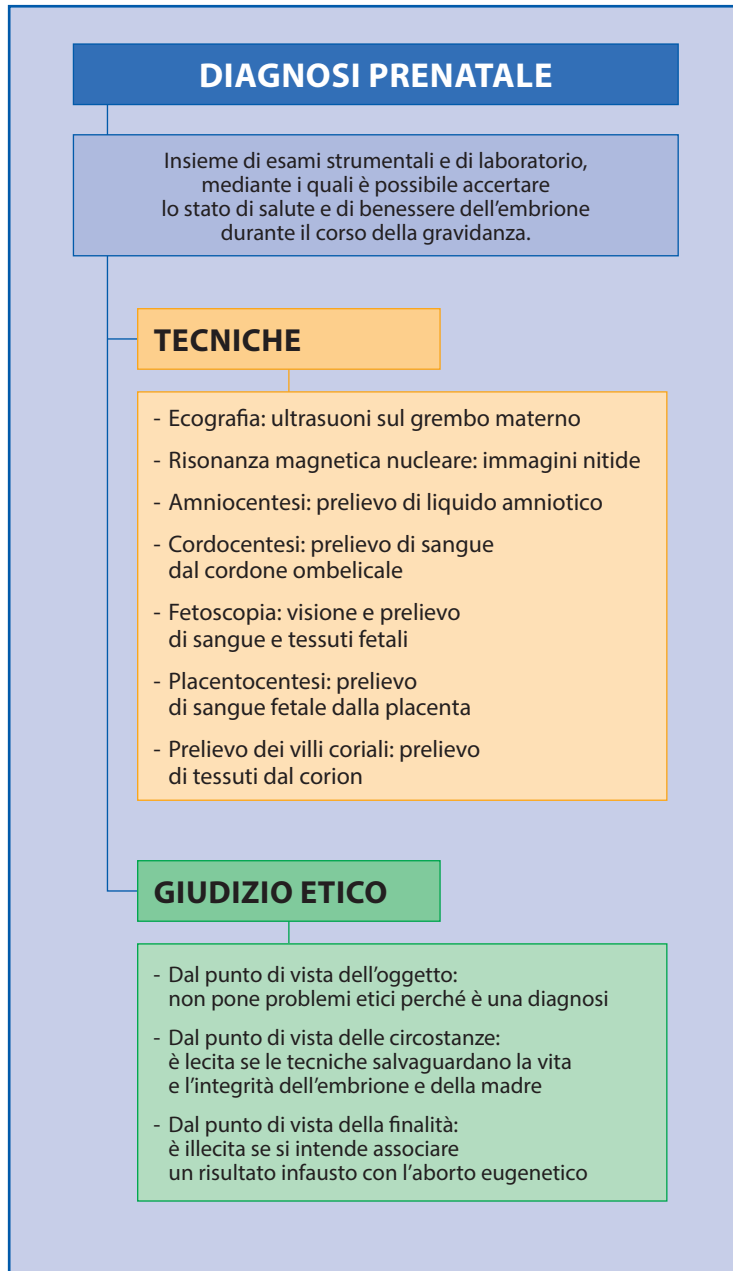 DIAGNOSI PRENATALE
Insieme di esami strumentali e di laboratorio,
mediante i quali è possibile accertare
lo stato di salute e di benessere dell’embrione
durante il corso della gravidanza.
TECNICHE
- Ecografia: ultrasuoni sul grembo materno
- Risonanza magnetica nucleare: immagini nitide
- Amniocentesi: prelievo di liquido amniotico
- Cordocentesi: prelievo di sangue
dal cordone ombelicale
- Fetoscopia: visione e prelievo
di sangue e tessuti fetali
- Placentocentesi: prelievo
di sangue fetale dalla placenta
- Prelievo dei villi coriali: prelievo
di tessuti dal corion
GIUDIZIO ETICO
- Dal punto di vista dell’oggetto:
non pone problemi etici perché è una diagnosi
- Dal punto di vista delle circostanze:
è lecita se le tecniche salvaguardano la vita
e l’integrità dell’embrione e della madre
- Dal punto di vista della finalità:
è illecita se si intende associare
un risultato infausto con l’aborto eugenetico